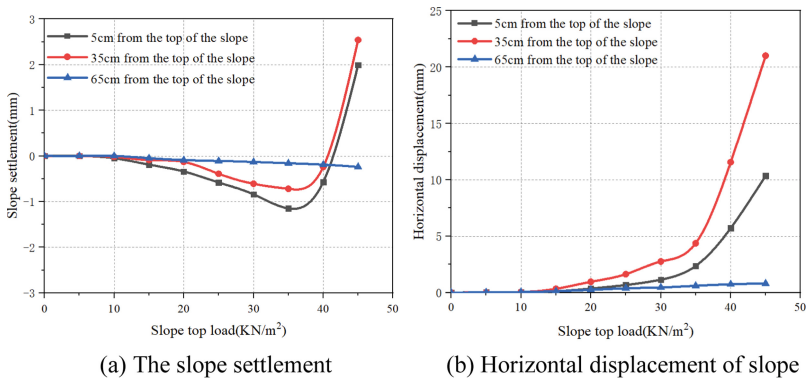 3
2
1
0
-1
-2
-3
0
10
20
30
40
50
Slope settlement(mm)
Slope top load(KN/m²)
5cm from the top of the slope
35cm from the top of the slope
65cm from the top of the slope
(a) The slope settlement
25
20
15
10
5
0
0
10
20
30
40
50
Horizontal displacement(mm)
Slope top load(KN/m²)
5cm from the top of the slope
35cm from the top of the slope
65cm from the top of the slope
(b) Horizontal displacement of slope